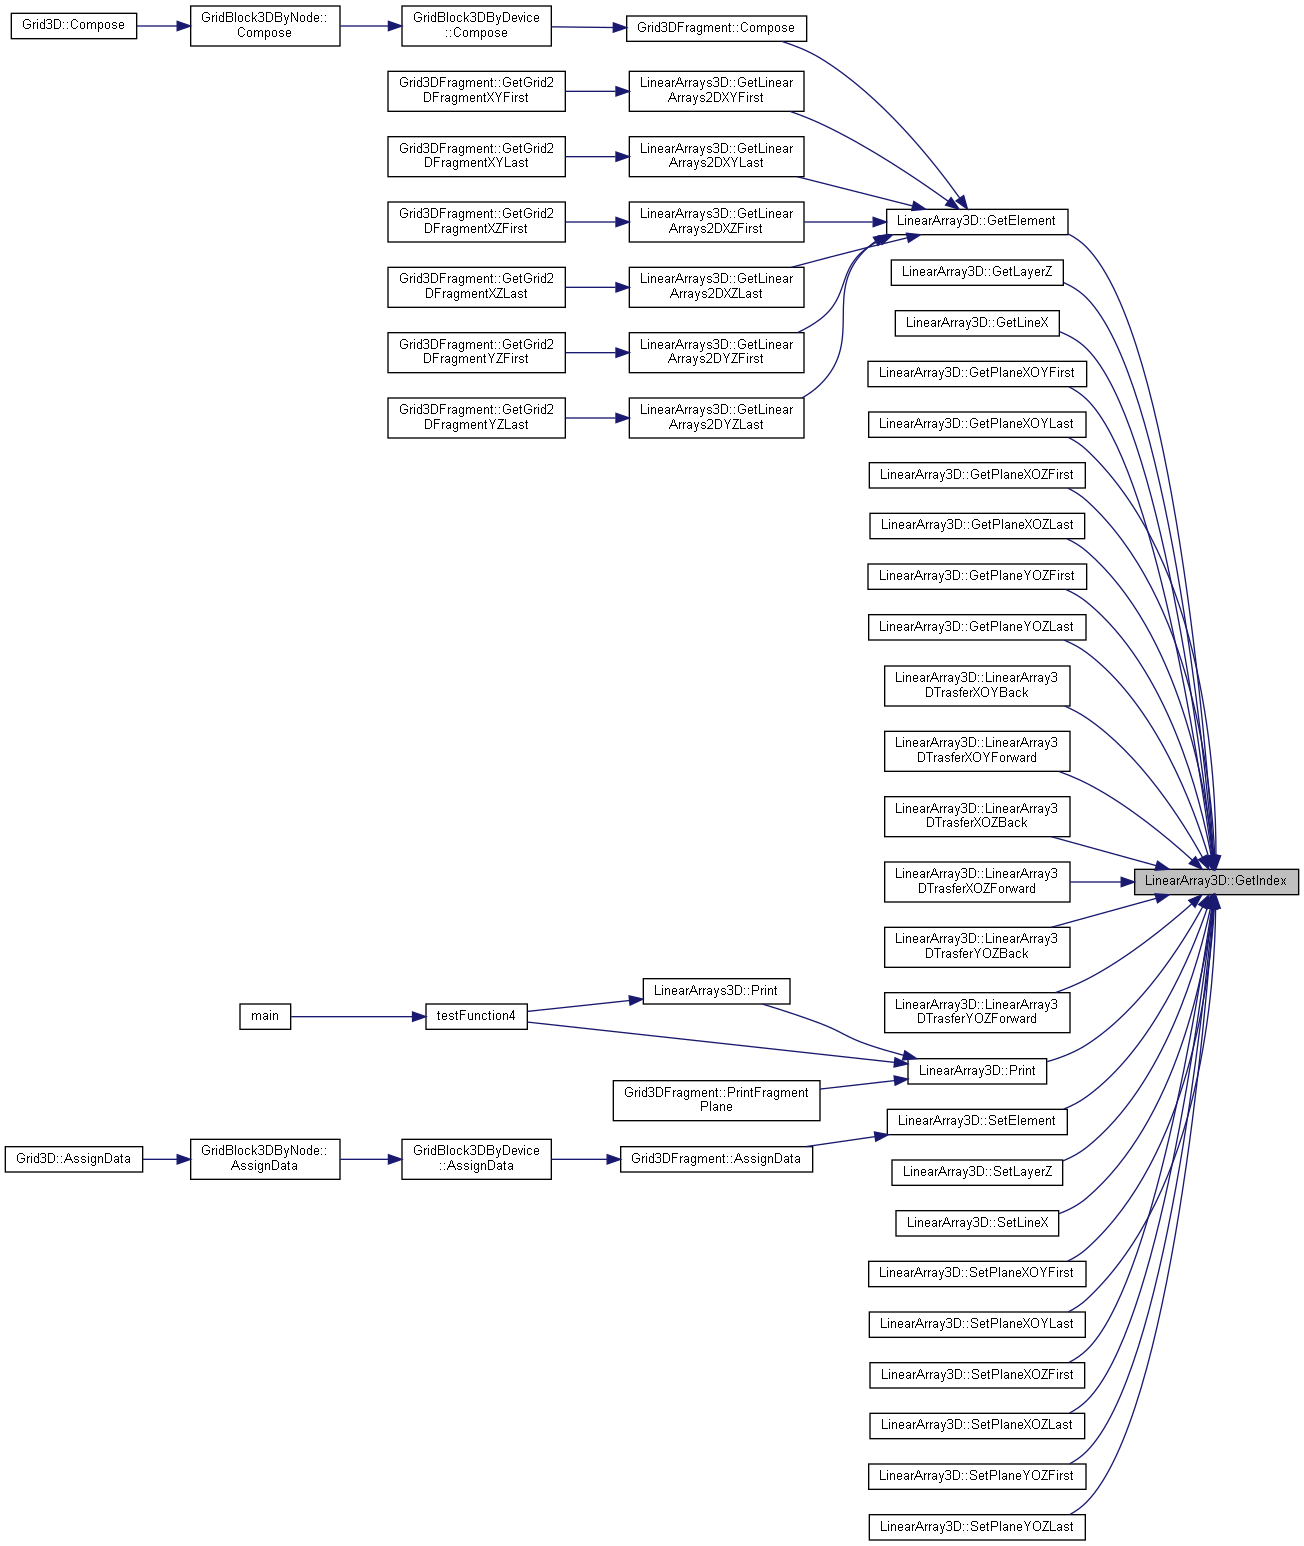 Grid3D::Compose
GridBlock3DByNode::
Compose
GridBlock3DByDevice
::Compose
Grid3DFragment::Compose
Grid3DFragment::GetGrid2
DFragmentXYFirst
LinearArrays3D::GetLinear
Arrays2DXYFirst
Grid3DFragment::GetGrid2
DFragmentXYLast
LinearArrays3D::GetLinear
Arrays2DXYLast
Grid3DFragment::GetGrid2
DFragmentXZFirst
LinearArrays3D::GetLinear
Arrays2DXZFirst
LinearArray3D::GetElement
Grid3DFragment::GetGrid2
DFragmentXZLast
LinearArrays3D::GetLinear
Arrays2DXZLast
Grid3DFragment::GetGrid2
DFragmentYZFirst
LinearArrays3D::GetLinear
Arrays2DYZFirst
Grid3DFragment::GetGrid2
DFragmentYZLast
LinearArrays3D::GetLinear
Arrays2DYZLast
LinearArray3D::GetLayerZ
LinearArray3D::GetLineX
LinearArray3D::GetPlaneXOYFirst
LinearArray3D::GetPlaneXOYLast
LinearArray3D::GetPlaneXOZFirst
LinearArray3D::GetPlaneXOZLast
LinearArray3D::GetPlaneYOZFirst
LinearArray3D::GetPlaneYOZLast
LinearArray3D::LinearArray3
DTrasferXOYBack
LinearArray3D::LinearArray3
DTrasferXOYForward
LinearArray3D::LinearArray3
DTrasferXOZBack
LinearArray3D::LinearArray3
DTrasferXOZForward
LinearArray3D::GetIndex
LinearArray3D::LinearArray3
DTrasferYOZBack
LinearArray3D::LinearArray3
DTrasferYOZForward
main
testFunction4
LinearArrays3D::Print
LinearArray3D::Print
Grid3DFragment::PrintFragment
Plane
LinearArray3D::SetElement
Grid3D::AssignData
GridBlock3DByNode::
AssignData
GridBlock3DByDevice
::AssignData
Grid3DFragment::AssignData
LinearArray3D::SetLayerZ
LinearArray3D::SetLineX
LinearArray3D::SetPlaneXOYFirst
LinearArray3D::SetPlaneXOYLast
LinearArray3D::SetPlaneXOZFirst
LinearArray3D::SetPlaneXOZLast
LinearArray3D::SetPlaneYOZFirst
LinearArray3D::SetPlaneYOZLast